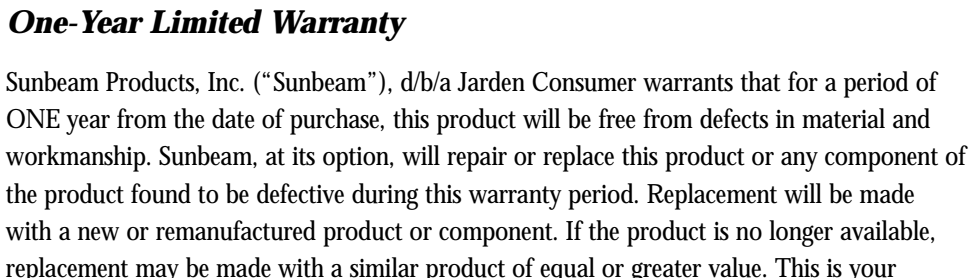 One-Year Limited Warranty
Sunbeam Products, Inc. (“Sunbeam”), d/b/a Jarden Consumer warrants that for a period of
ONE year from the date of purchase, this product will be free from defects in material and
workmanship. Sunbeam, at its option, will repair or replace this product or any component of
the product found to be defective during this warranty period. Replacement will be made
with a new or remanufactured product or component. If the product is no longer available,
replacement may be made with a similar product of equal or greater value. This is your